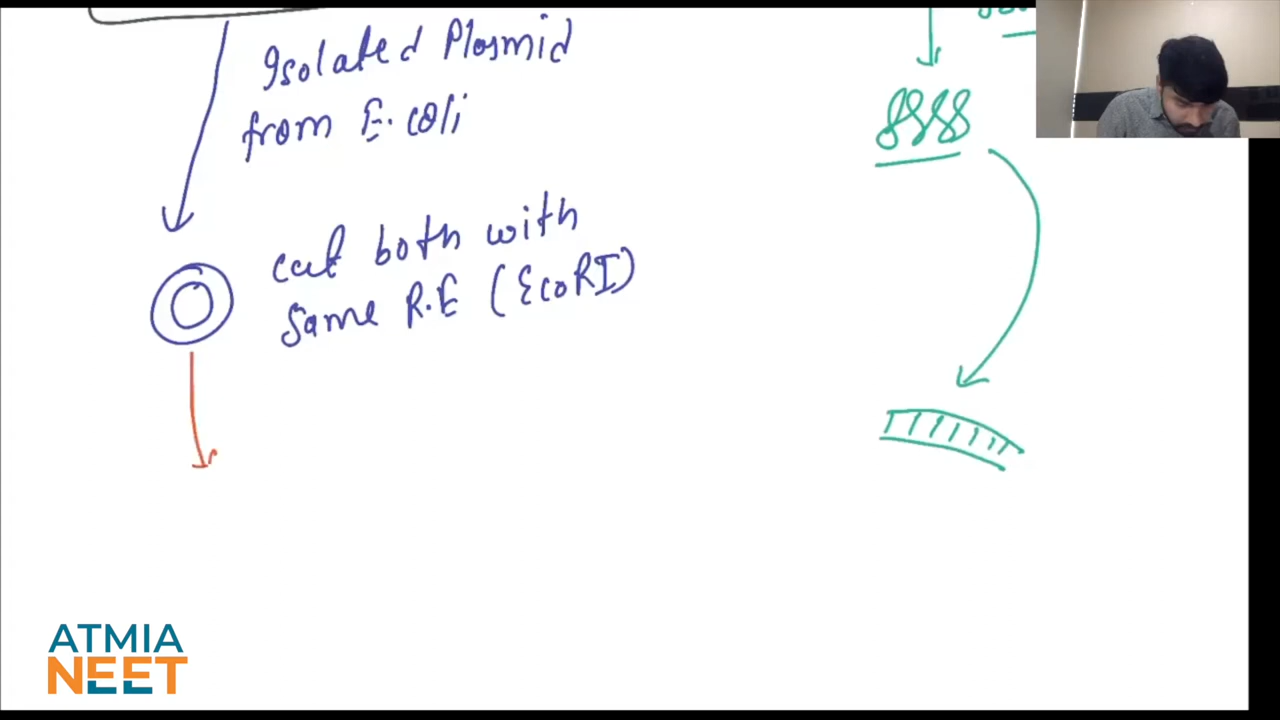 Isolated Plasmid
from E.coli
cut both with
same R.E (EcoRI)
ATMIA
NEET